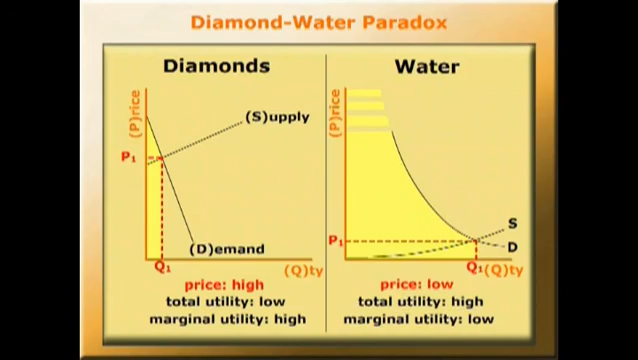 Diamond-Water Paradox
Diamonds
(P)rice
(S)upply
P1
(D)emand
Q1
(Q)ty
price: high
total utility: low
marginal utility: high
Water
(P)rice
P1
S
D
Q1(Q)ty
price: low
total utility: high
marginal utility: low